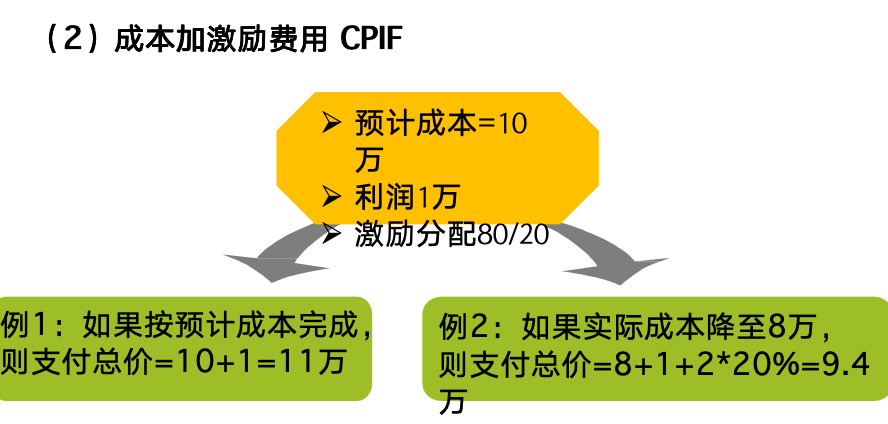 （2）成本加激励费用 CPIF
➢ 预计成本=10
万
➢ 利润1万
➢ 激励分配80/20
例1：如果按预计成本完成，
则支付总价=10+1=11万
例2：如果实际成本降至8万，
则支付总价=8+1+2*20%=9.4
万